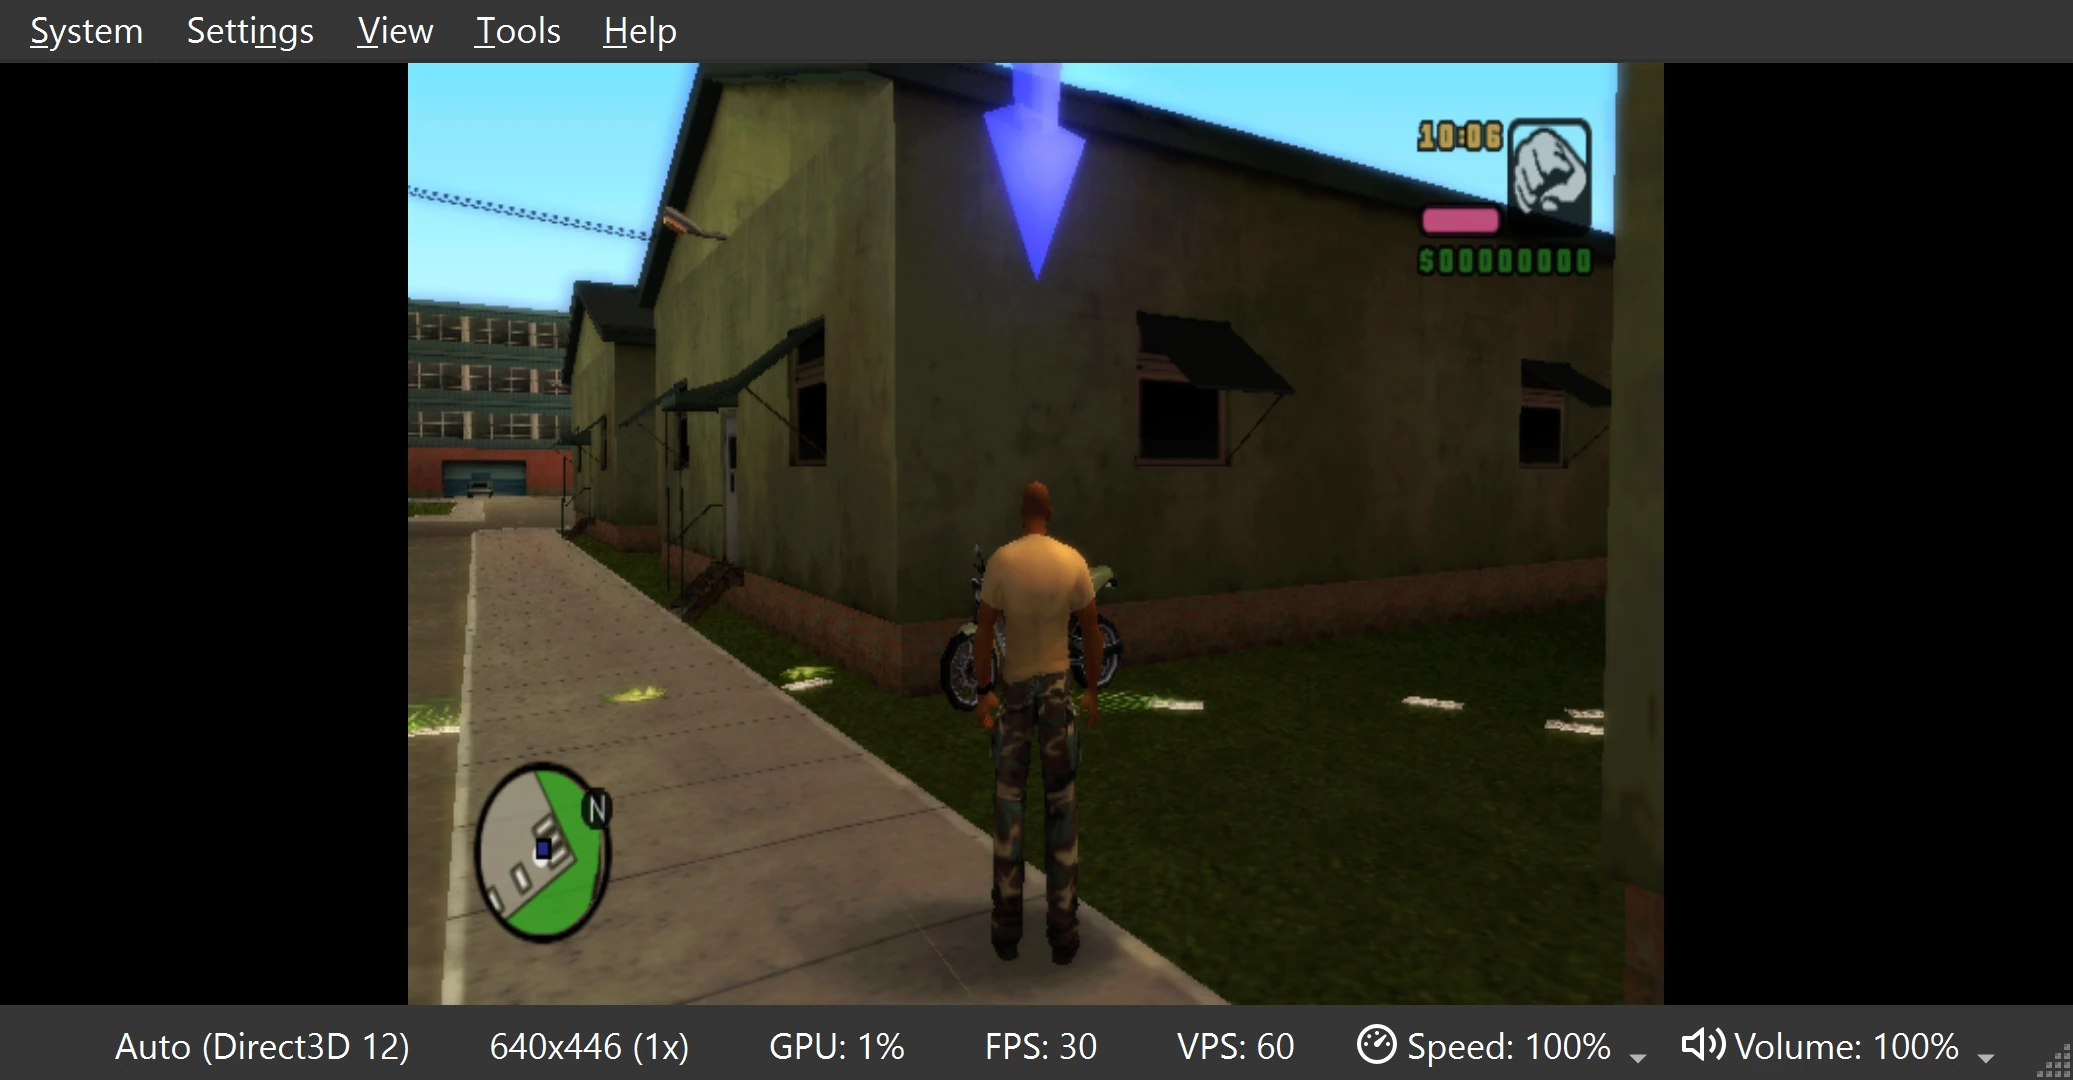 System Settings View Tools Help
10:06
$00000000
N
Auto (Direct3D 12) 640x446 (1x) GPU: 1% FPS: 30 VPS: 60 Speed: 100% Volume: 100%